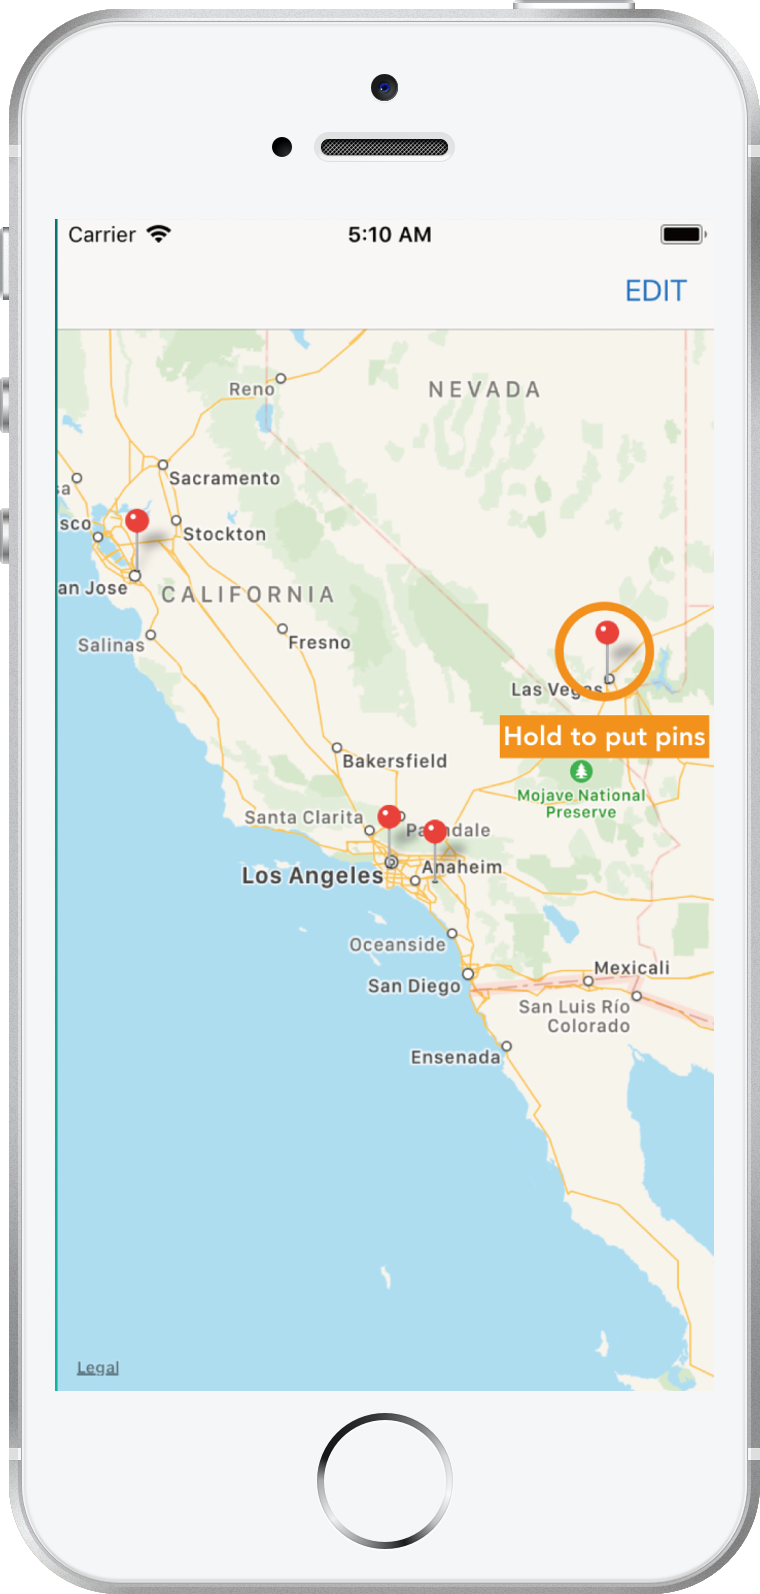 Carrier
5:10 AM
EDIT
Reno
NEVADA
Sacramento
sa
sco
Stockton
an Jose
CALIFORNIA
Salinas
Fresno
Las Vegas
Hold to put pins
Bakersfield
Mojave National
Preserve
Santa Clarita
Palmdale
Anaheim
Los Angeles
Oceanside
San Diego
Mexicali
San Luis Río
Colorado
Ensenada
Legal